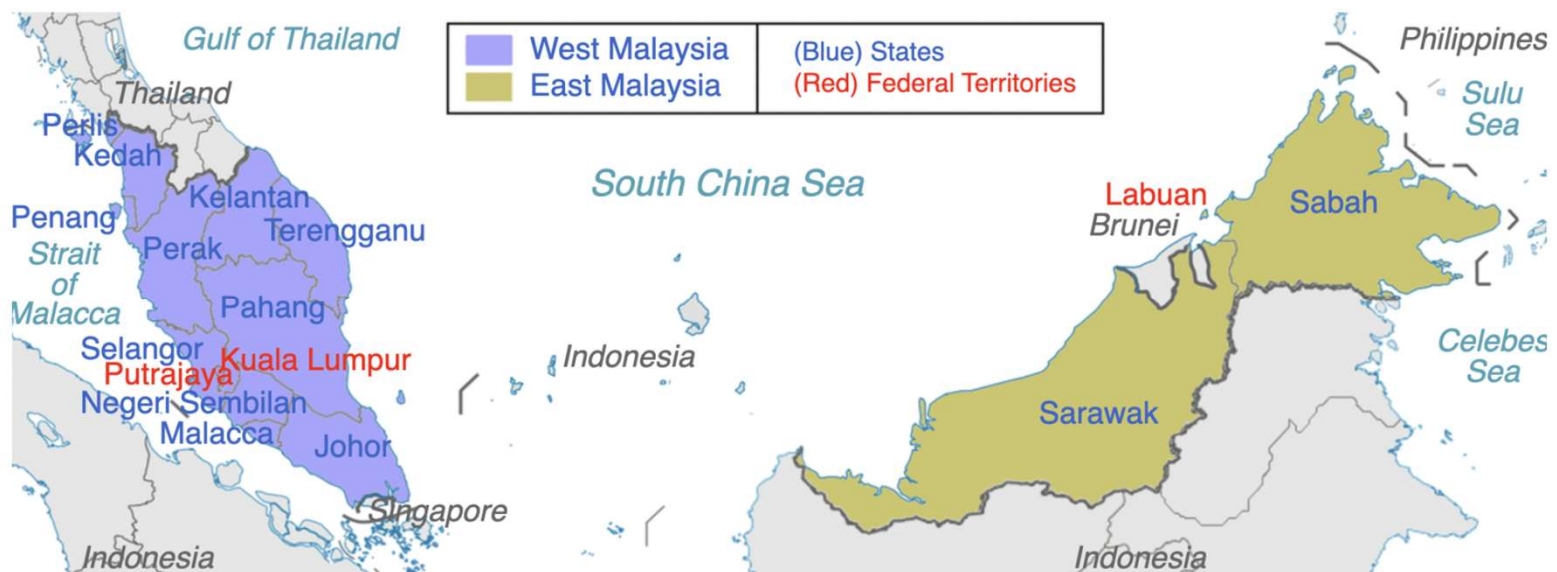 Gulf of Thailand
West Malaysia
East Malaysia
(Blue) States
(Red) Federal Territories
Philippines
Sulu
Sea
Thailand
Perlis
Kedah
Kelantan
Penang
Terengganu
Perak
Strait
of
Malacca
Pahang
Selangor
Kuala Lumpur
Putrajaya
Negeri Sembilan
Malacca
Johor
Singapore
Indonesia
South China Sea
Indonesia
Labuan
Brunei
Sabah
Celebes
Sea
Sarawak
Indonesia